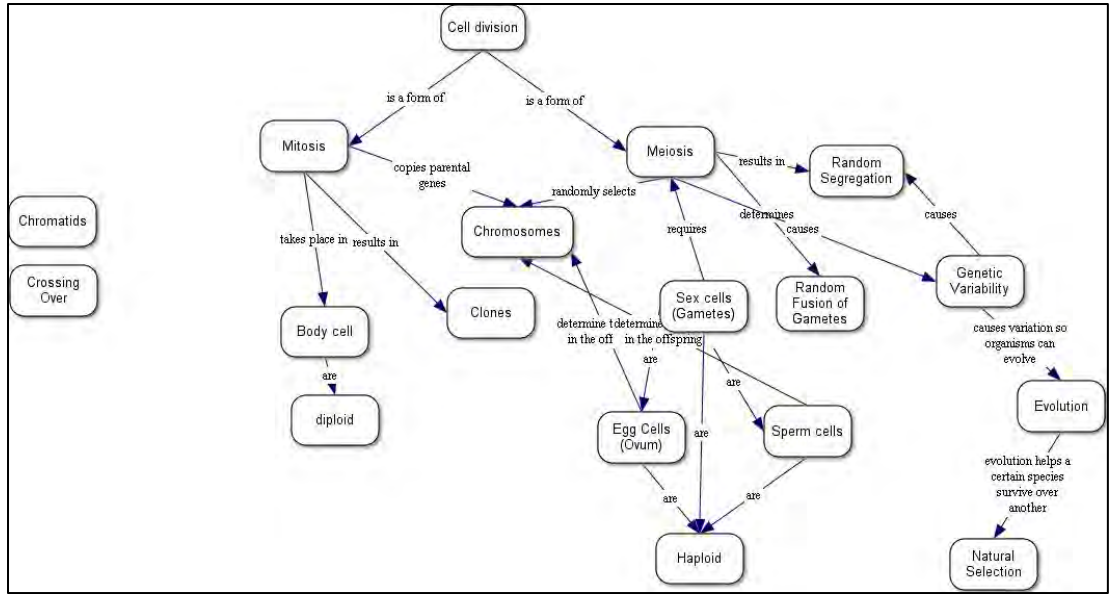 Cell division
is a form of
is a form of
Mitosis
Meiosis
results in
Random
Segregation
copies parental
genes
randomly selects
Chromatids
Chromosomes
determines
causes
causes
takes place in
results in
requires
Crossing
Over
Genetic
Variability
Body cell
Clones
Sex cells
(Gametes)
Random
Fusion of
Gametes
determine
in the
determine
in the offspring
causes variation so
organisms can
evolve
are
are
are
diploid
Egg Cells
(Ovum)
Sperm cells
Evolution
are
are
are
evolution helps a
certain species
survive over
another
Haploid
Natural
Selection